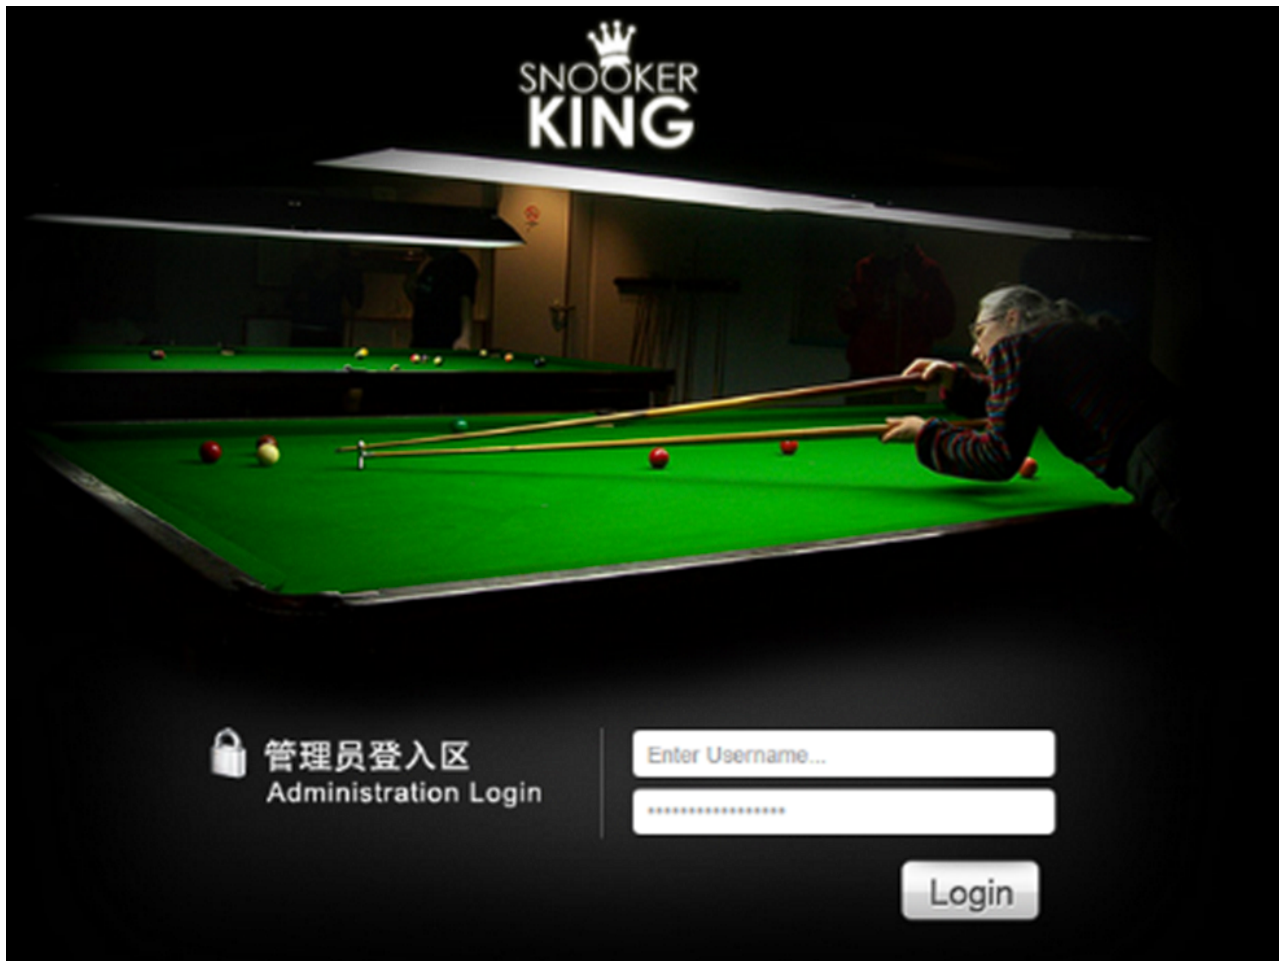 SNOOKER
KING
管理员登入区
Administration Login
Enter Username...
*****************
Login